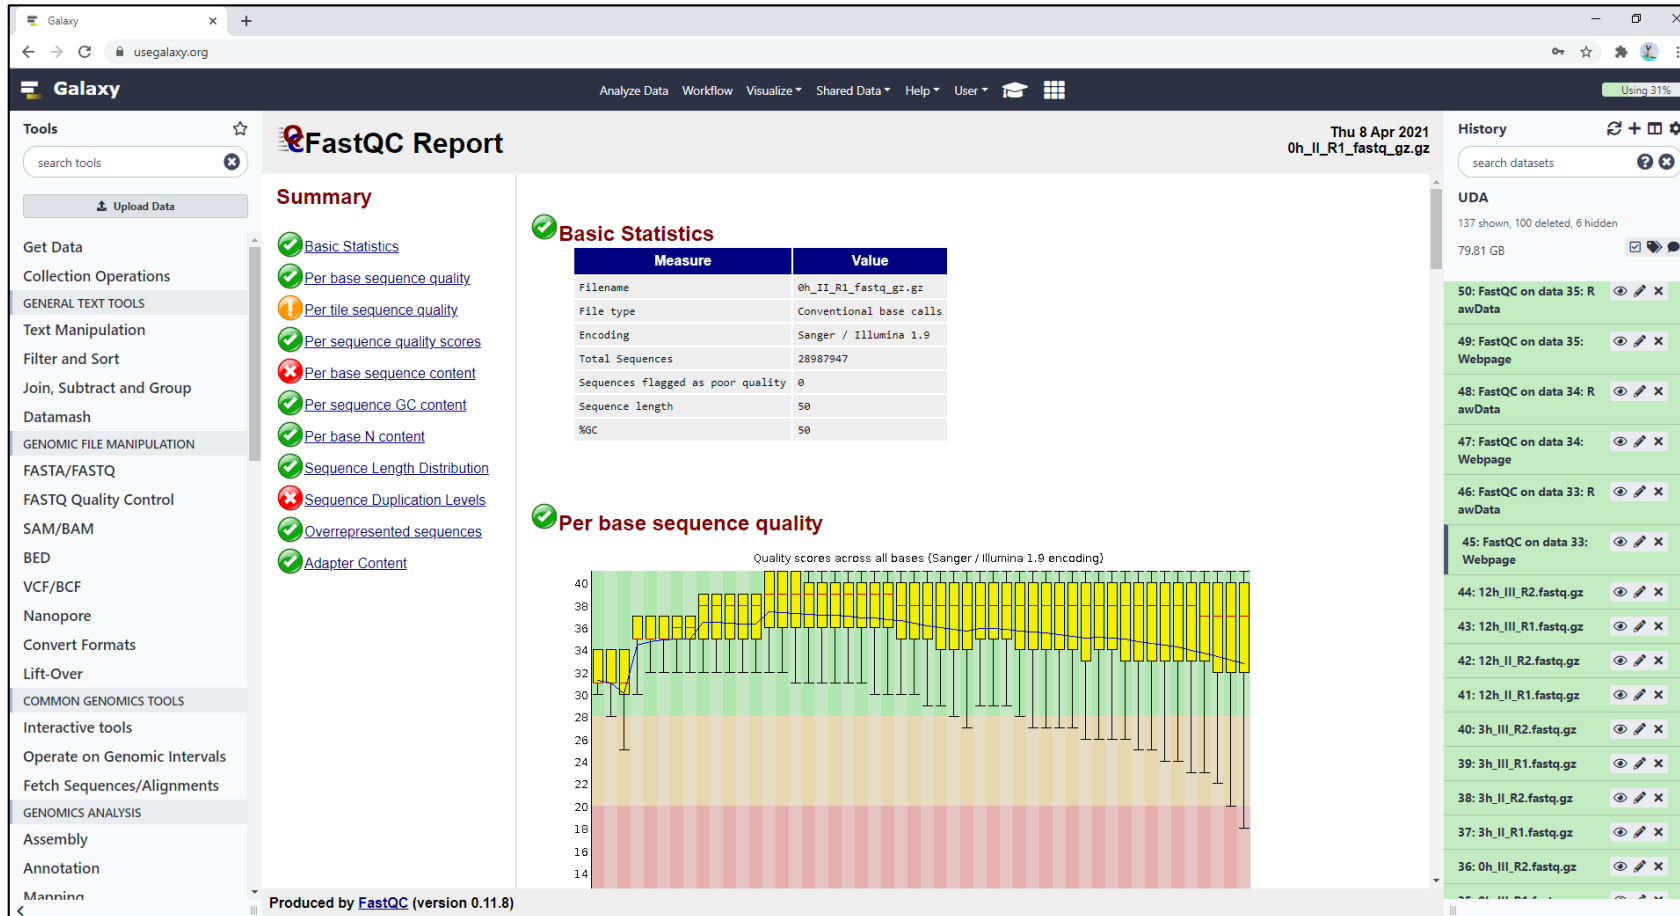 Galaxy
usegalaxy.org
Galaxy
Analyze Data Workflow Visualize Shared Data Help User
Using 31%
Tools
search tools
Upload Data
Get Data
Collection Operations
GENERAL TEXT TOOLS
Text Manipulation
Filter and Sort
Join, Subtract and Group
Datamash
GENOMIC FILE MANIPULATION
FASTA/FASTQ
FASTQ Quality Control
SAM/BAM
BED
VCF/BCF
Nanopore
Convert Formats
Lift-Over
COMMON GENOMICS TOOLS
Interactive tools
Operate on Genomic Intervals
Fetch Sequences/Alignments
GENOMICS ANALYSIS
Assembly
Annotation
Mapping
FastQC Report
Thu 8 Apr 2021
0h_II_R1_fastq_gz.gz
Summary
Basic Statistics
Per base sequence quality
Per tile sequence quality
Per sequence quality scores
Per base sequence content
Per sequence GC content
Per base N content
Sequence Length Distribution
Sequence Duplication Levels
Overrepresented sequences
Adapter Content
Basic Statistics
Measure Value
Filename 0h_II_R1_fastq_gz.gz
File type Conventional base calls
Encoding Sanger / Illumina 1.9
Total Sequences 28987947
Sequences flagged as poor quality 0
Sequence length 50
%GC 50
Per base sequence quality
Quality scores across all bases (Sanger / Illumina 1.9 encoding)
40
38
36
34
32
30
28
26
24
22
20
18
16
14
Produced by FastQC (version 0.11.8)
History
search datasets
UDA
137 shown, 100 deleted, 6 hidden
79.81 GB
50: FastQC on data 35: R
awData
49: FastQC on data 35:
Webpage
48: FastQC on data 34: R
awData
47: FastQC on data 34:
Webpage
46: FastQC on data 33: R
awData
45: FastQC on data 33:
Webpage
44: 12h_III_R2.fastq.gz
43: 12h_III_R1.fastq.gz
42: 12h_II_R2.fastq.gz
41: 12h_II_R1.fastq.gz
40: 3h_III_R2.fastq.gz
39: 3h_III_R1.fastq.gz
38: 3h_II_R2.fastq.gz
37: 3h_II_R1.fastq.gz
36: 0h_III_R2.fastq.gz